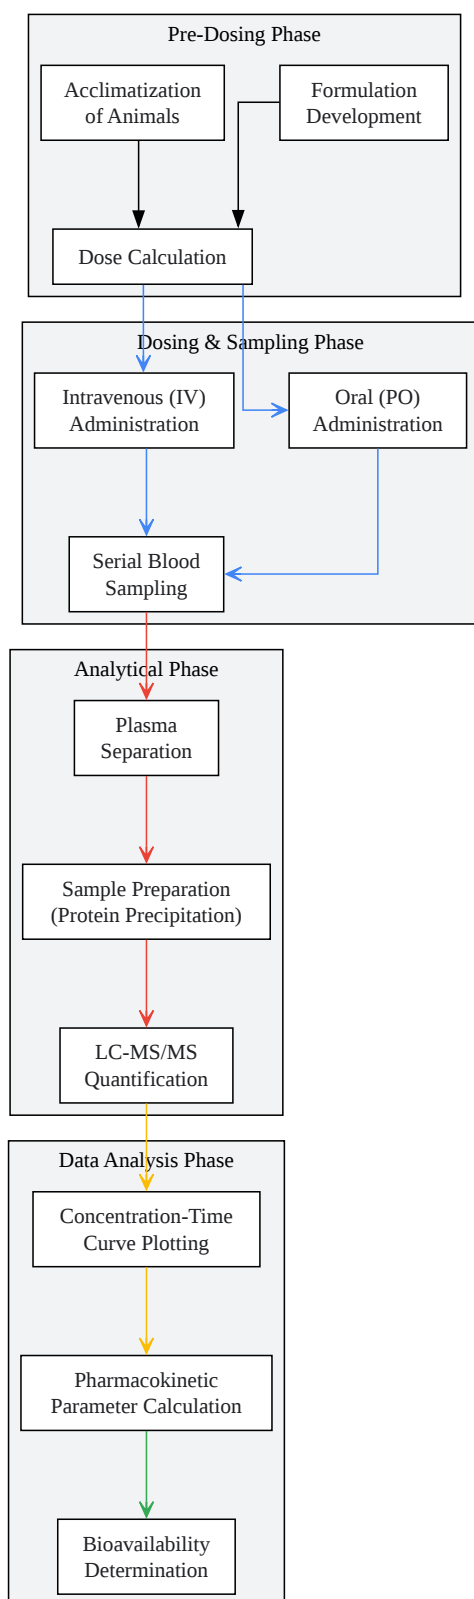 Pre-Dosing Phase
Acclimatization
of Animals
Formulation
Development
Dose Calculation
Dosing & Sampling Phase
Intravenous (IV)
Administration
Oral (PO)
Administration
Serial Blood
Sampling
Analytical Phase
Plasma
Separation
Sample Preparation
(Protein Precipitation)
LC-MS/MS
Quantification
Data Analysis Phase
Concentration-Time
Curve Plotting
Pharmacokinetic
Parameter Calculation
Bioavailability
Determination